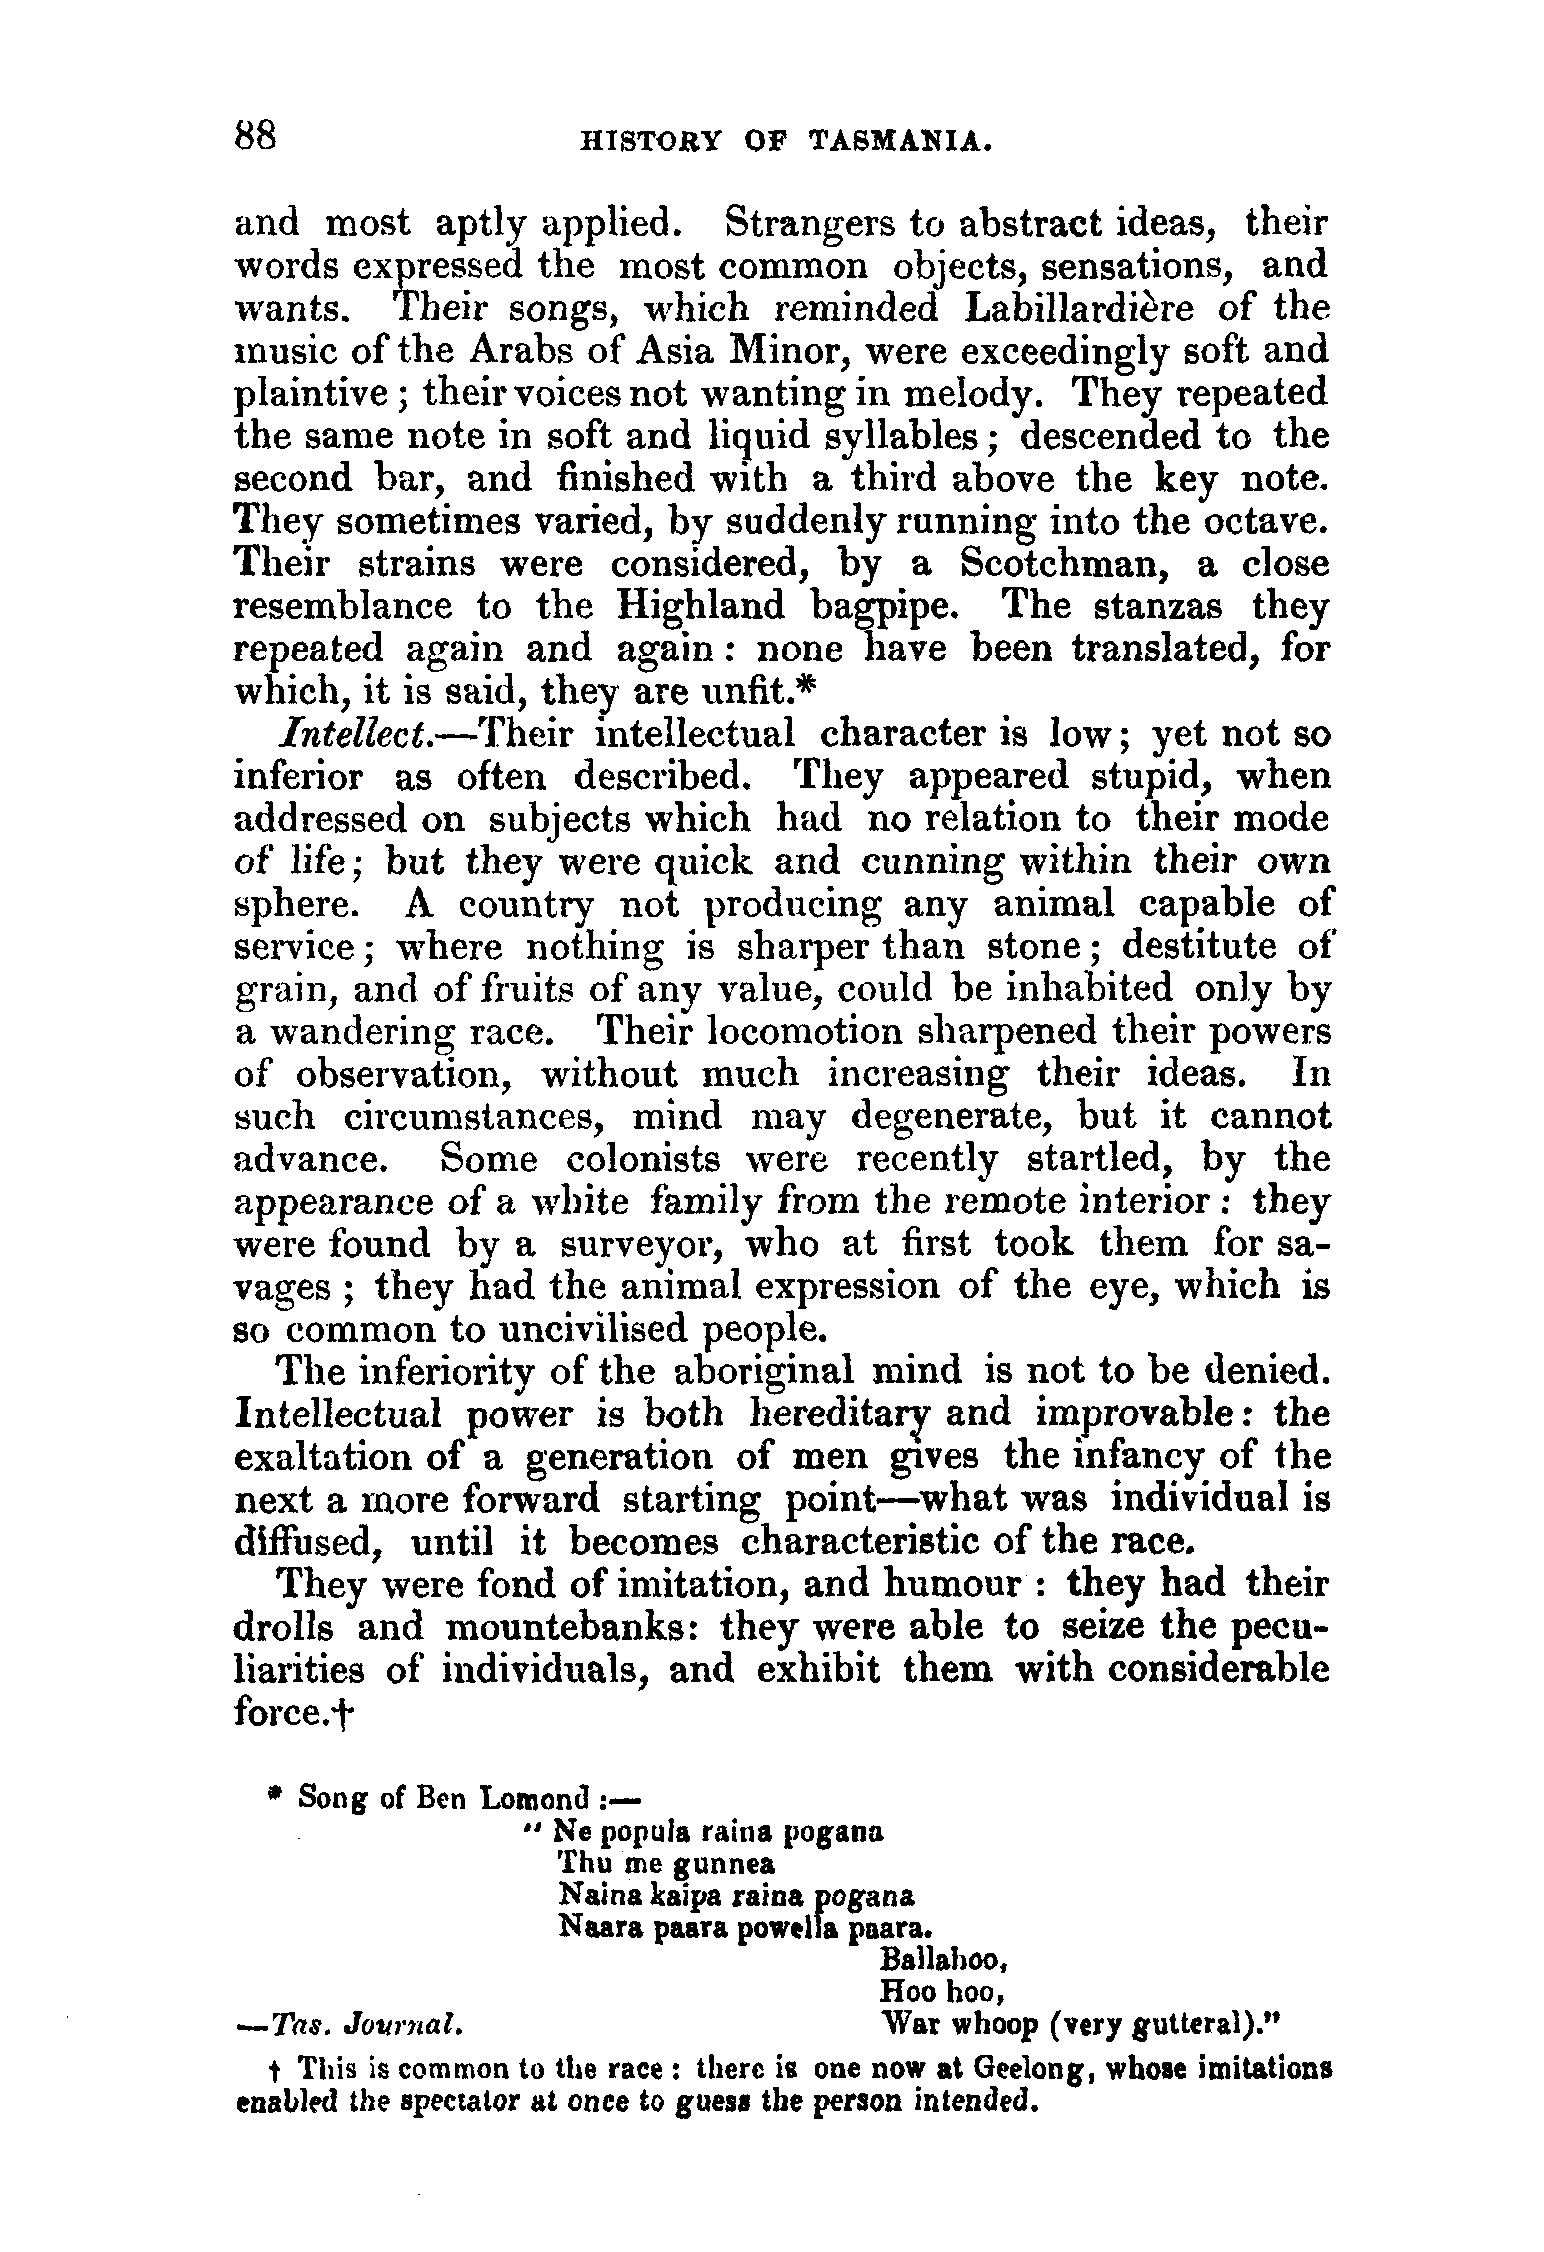 88 HISTORY OF TASMANIA.
and most aptly applied. Strangers to abstract ideas, their
words expressed the most common objects, sensations, and
wants. Their songs, which reminded Labillardière of the
music of the Arabs of Asia Minor, were exceedingly soft and
plaintive ; their voices not wanting in melody. They repeated
the same note in soft and liquid syllables ; descended to the
second bar, and finished with a third above the key note.
They sometimes varied, by suddenly running into the octave.
Their strains were considered, by a Scotchman, a close
resemblance to the Highland bagpipe. The stanzas they
repeated again and again : none have been translated, for
which, it is said, they are unfit.*
Intellect.—Their intellectual character is low ; yet not so
inferior as often described. They appeared stupid, when
addressed on subjects which had no relation to their mode
of life ; but they were quick and cunning within their own
sphere. A country not producing any animal capable of
service ; where nothing is sharper than stone ; destitute of
grain, and of fruits of any value, could be inhabited only by
a wandering race. Their locomotion sharpened their powers
of observation, without much increasing their ideas. In
such circumstances, mind may degenerate, but it cannot
advance. Some colonists were recently startled, by the
appearance of a white family from the remote interior : they
were found by a surveyor, who at first took them for sa-
vages ; they had the animal expression of the eye, which is
so common to uncivilised people.
The inferiority of the aboriginal mind is not to be denied.
Intellectual power is both hereditary and improvable : the
exaltation of a generation of men gives the infancy of the
next a more forward starting point—what was individual is
diffused, until it becomes characteristic of the race.
They were fond of imitation, and humour : they had their
drolls and mountebanks: they were able to seize the pecu-
liarities of individuals, and exhibit them with considerable
force.†
* Song of Ben Lomond :—
" Ne popula raina pogana
Thu me gunnea
Naina kaipa raina pogana
Naara paara powella paara.
Ballahoo,
Hoo hoo,
—Tas. Journal. War whoop (very gutteral)."
† This is common to the race : there is one now at Geelong, whose imitations
enabled the spectator at once to guess the person intended.